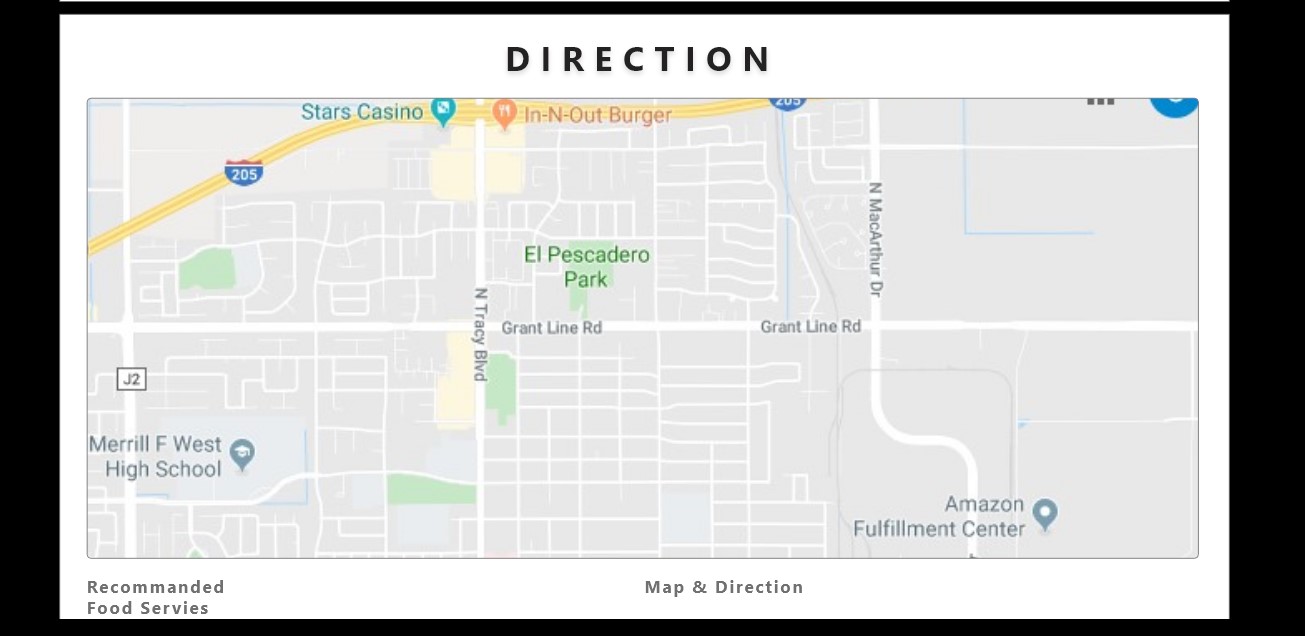 DIRECTION
Stars Casino
In-N-Out Burger
205
205
N MacArthur Dr
El Pescadero
Park
N Tracy Blvd
Grant Line Rd
Grant Line Rd
J2
Merrill F West
High School
Amazon
Fulfillment Center
Recommanded
Food Servies
Map & Direction